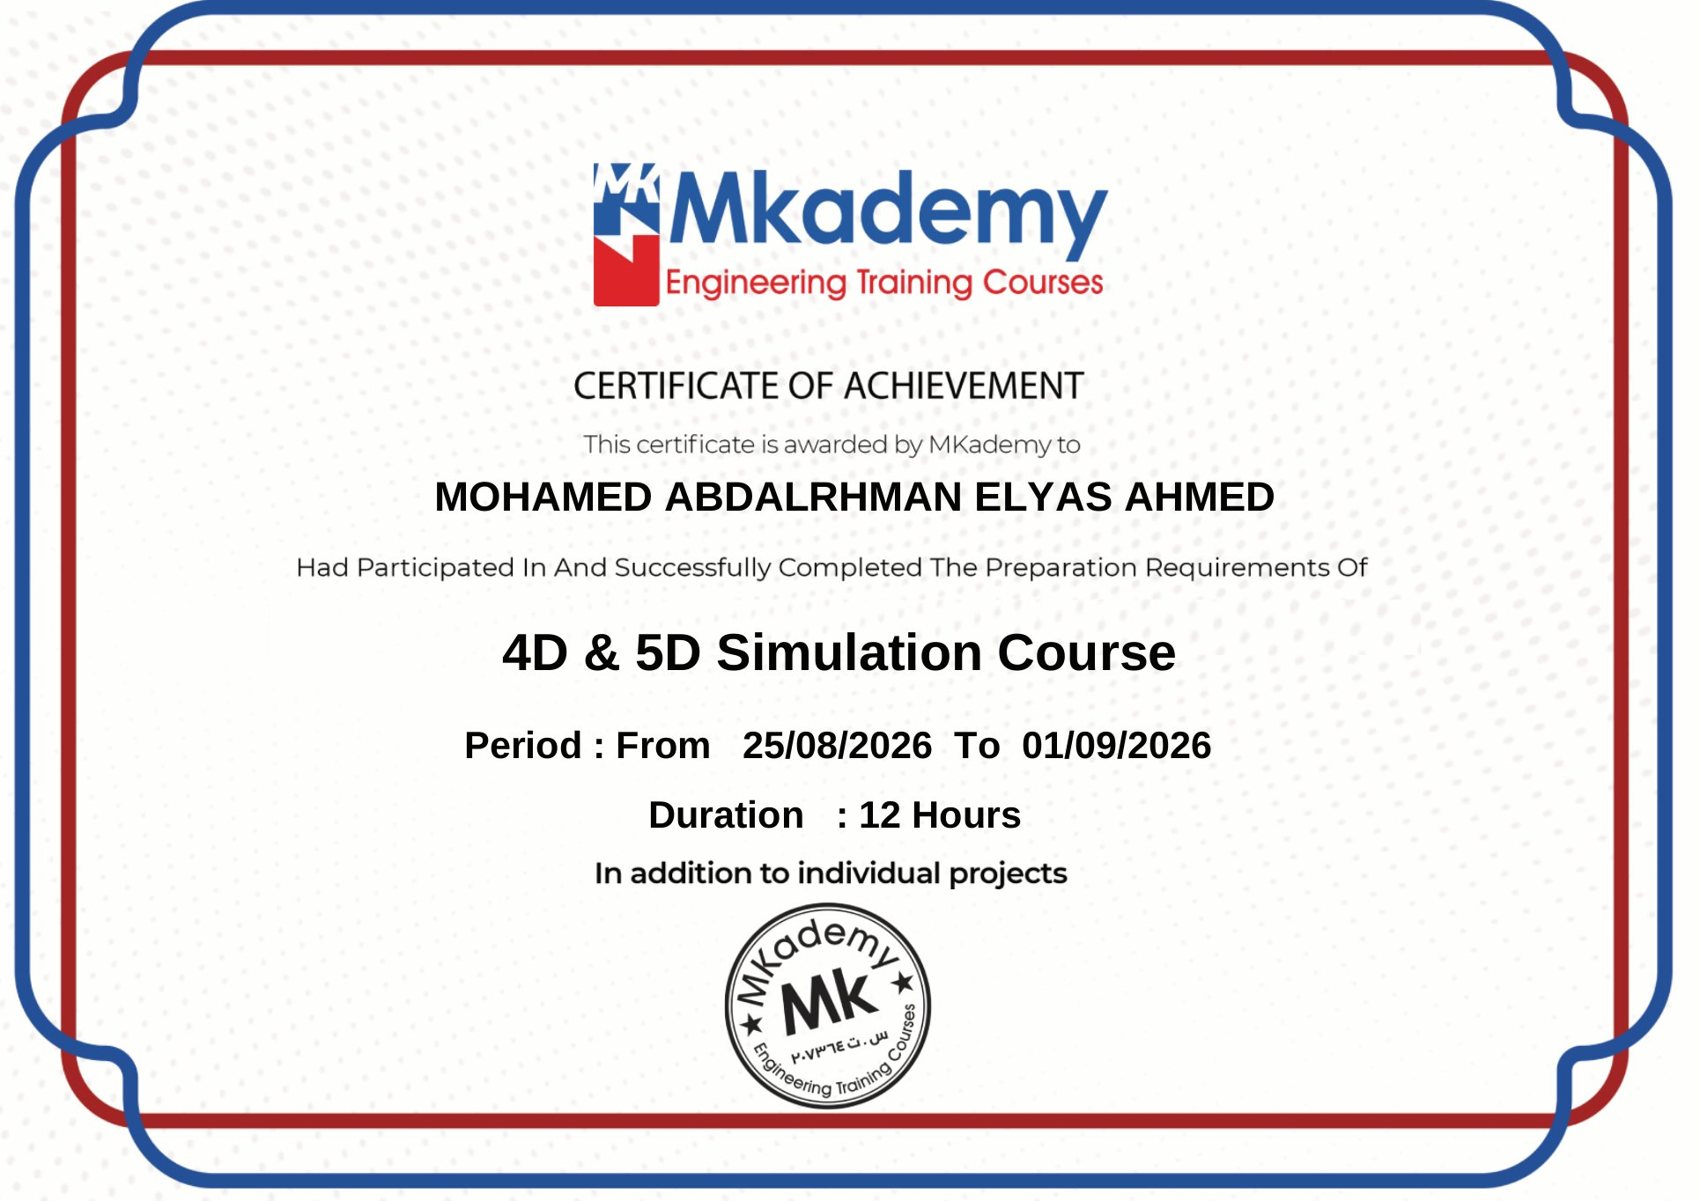 MK Mkademy
Engineering Training Courses
CERTIFICATE OF ACHIEVEMENT
This certificate is awarded by MKademy to
MOHAMED ABDALRHMAN ELYAS AHMED
Had Participated In And Successfully Completed The Preparation Requirements Of
4D & 5D Simulation Course
Period : From 25/08/2026 To 01/09/2026
Duration : 12 Hours
In addition to individual projects
MKademy
Mk
س.ت ٢٠٧٣٦٤
Engineering Training Courses